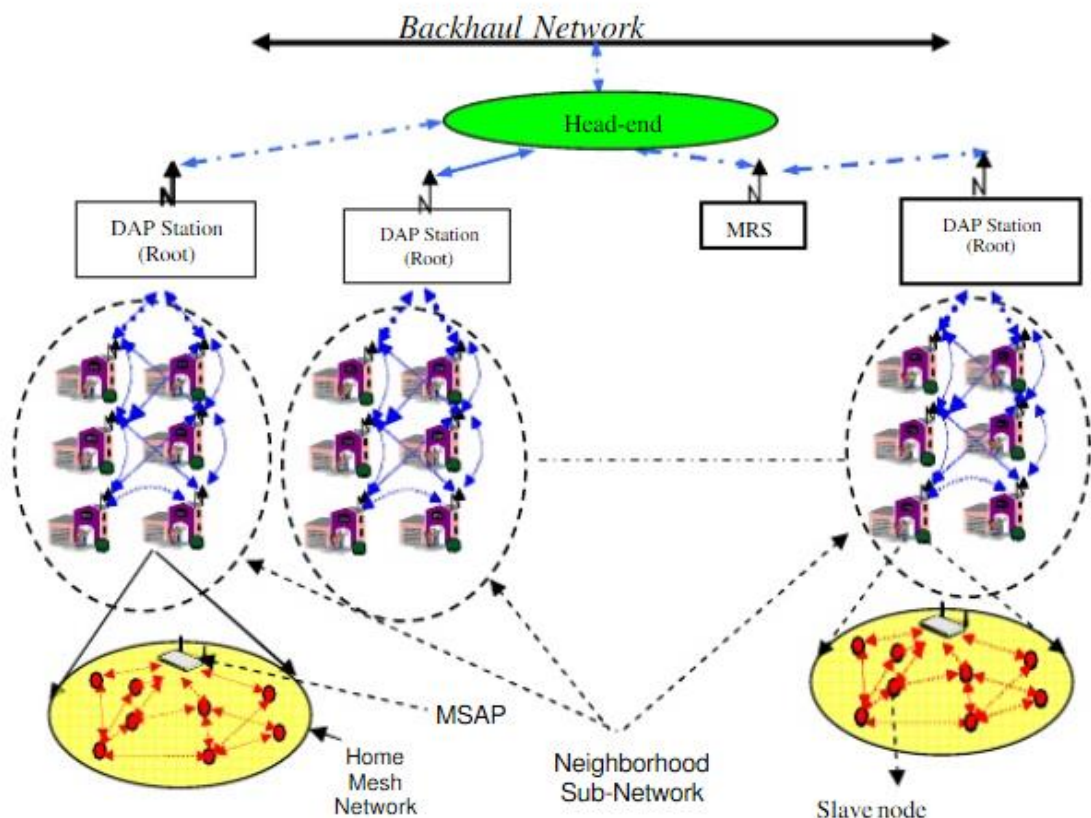 Backhaul Network
Head-end
DAP Station
(Root)
DAP Station
(Root)
MRS
DAP Station
(Root)
MSAP
Home
Mesh
Network
Neighborhood
Sub-Network
Slave node